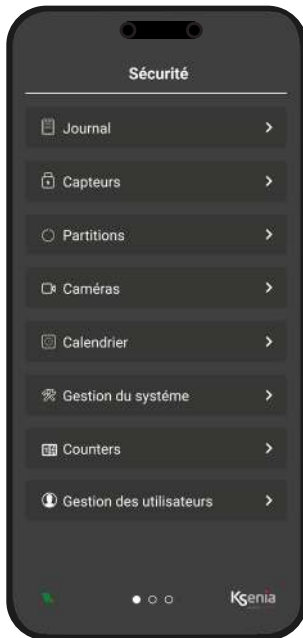 Sécurité
Journal
Capteurs
Partitions
Caméras
Calendrier
Gestion du systéme
Counters
Gestion des utilisateurs
Ksenia